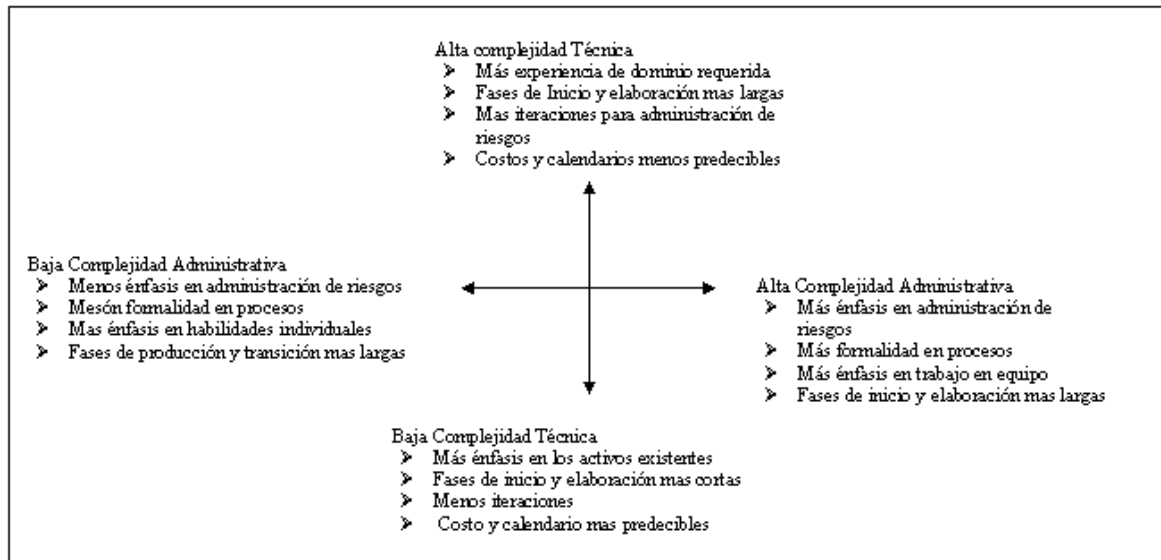 Alta complejidad Técnica
➢ Más experiencia de dominio requerida
➢ Fases de Inicio y elaboración mas largas
➢ Mas iteraciones para administración de
riesgos
➢ Costos y calendarios menos predecibles
Baja Complejidad Administrativa
➢ Menos énfasis en administración de riesgos
➢ Mesón formalidad en procesos
➢ Mas énfasis en habilidades individuales
➢ Fases de producción y transición mas largas
Alta Complejidad Administrativa
➢ Más énfasis en administración de
riesgos
➢ Más formalidad en procesos
➢ Más énfasis en trabajo en equipo
➢ Fases de inicio y elaboración mas largas
Baja Complejidad Técnica
➢ Más énfasis en los activos existentes
➢ Fases de inicio y elaboración mas cortas
➢ Menos iteraciones
➢ Costo y calendario mas predecibles